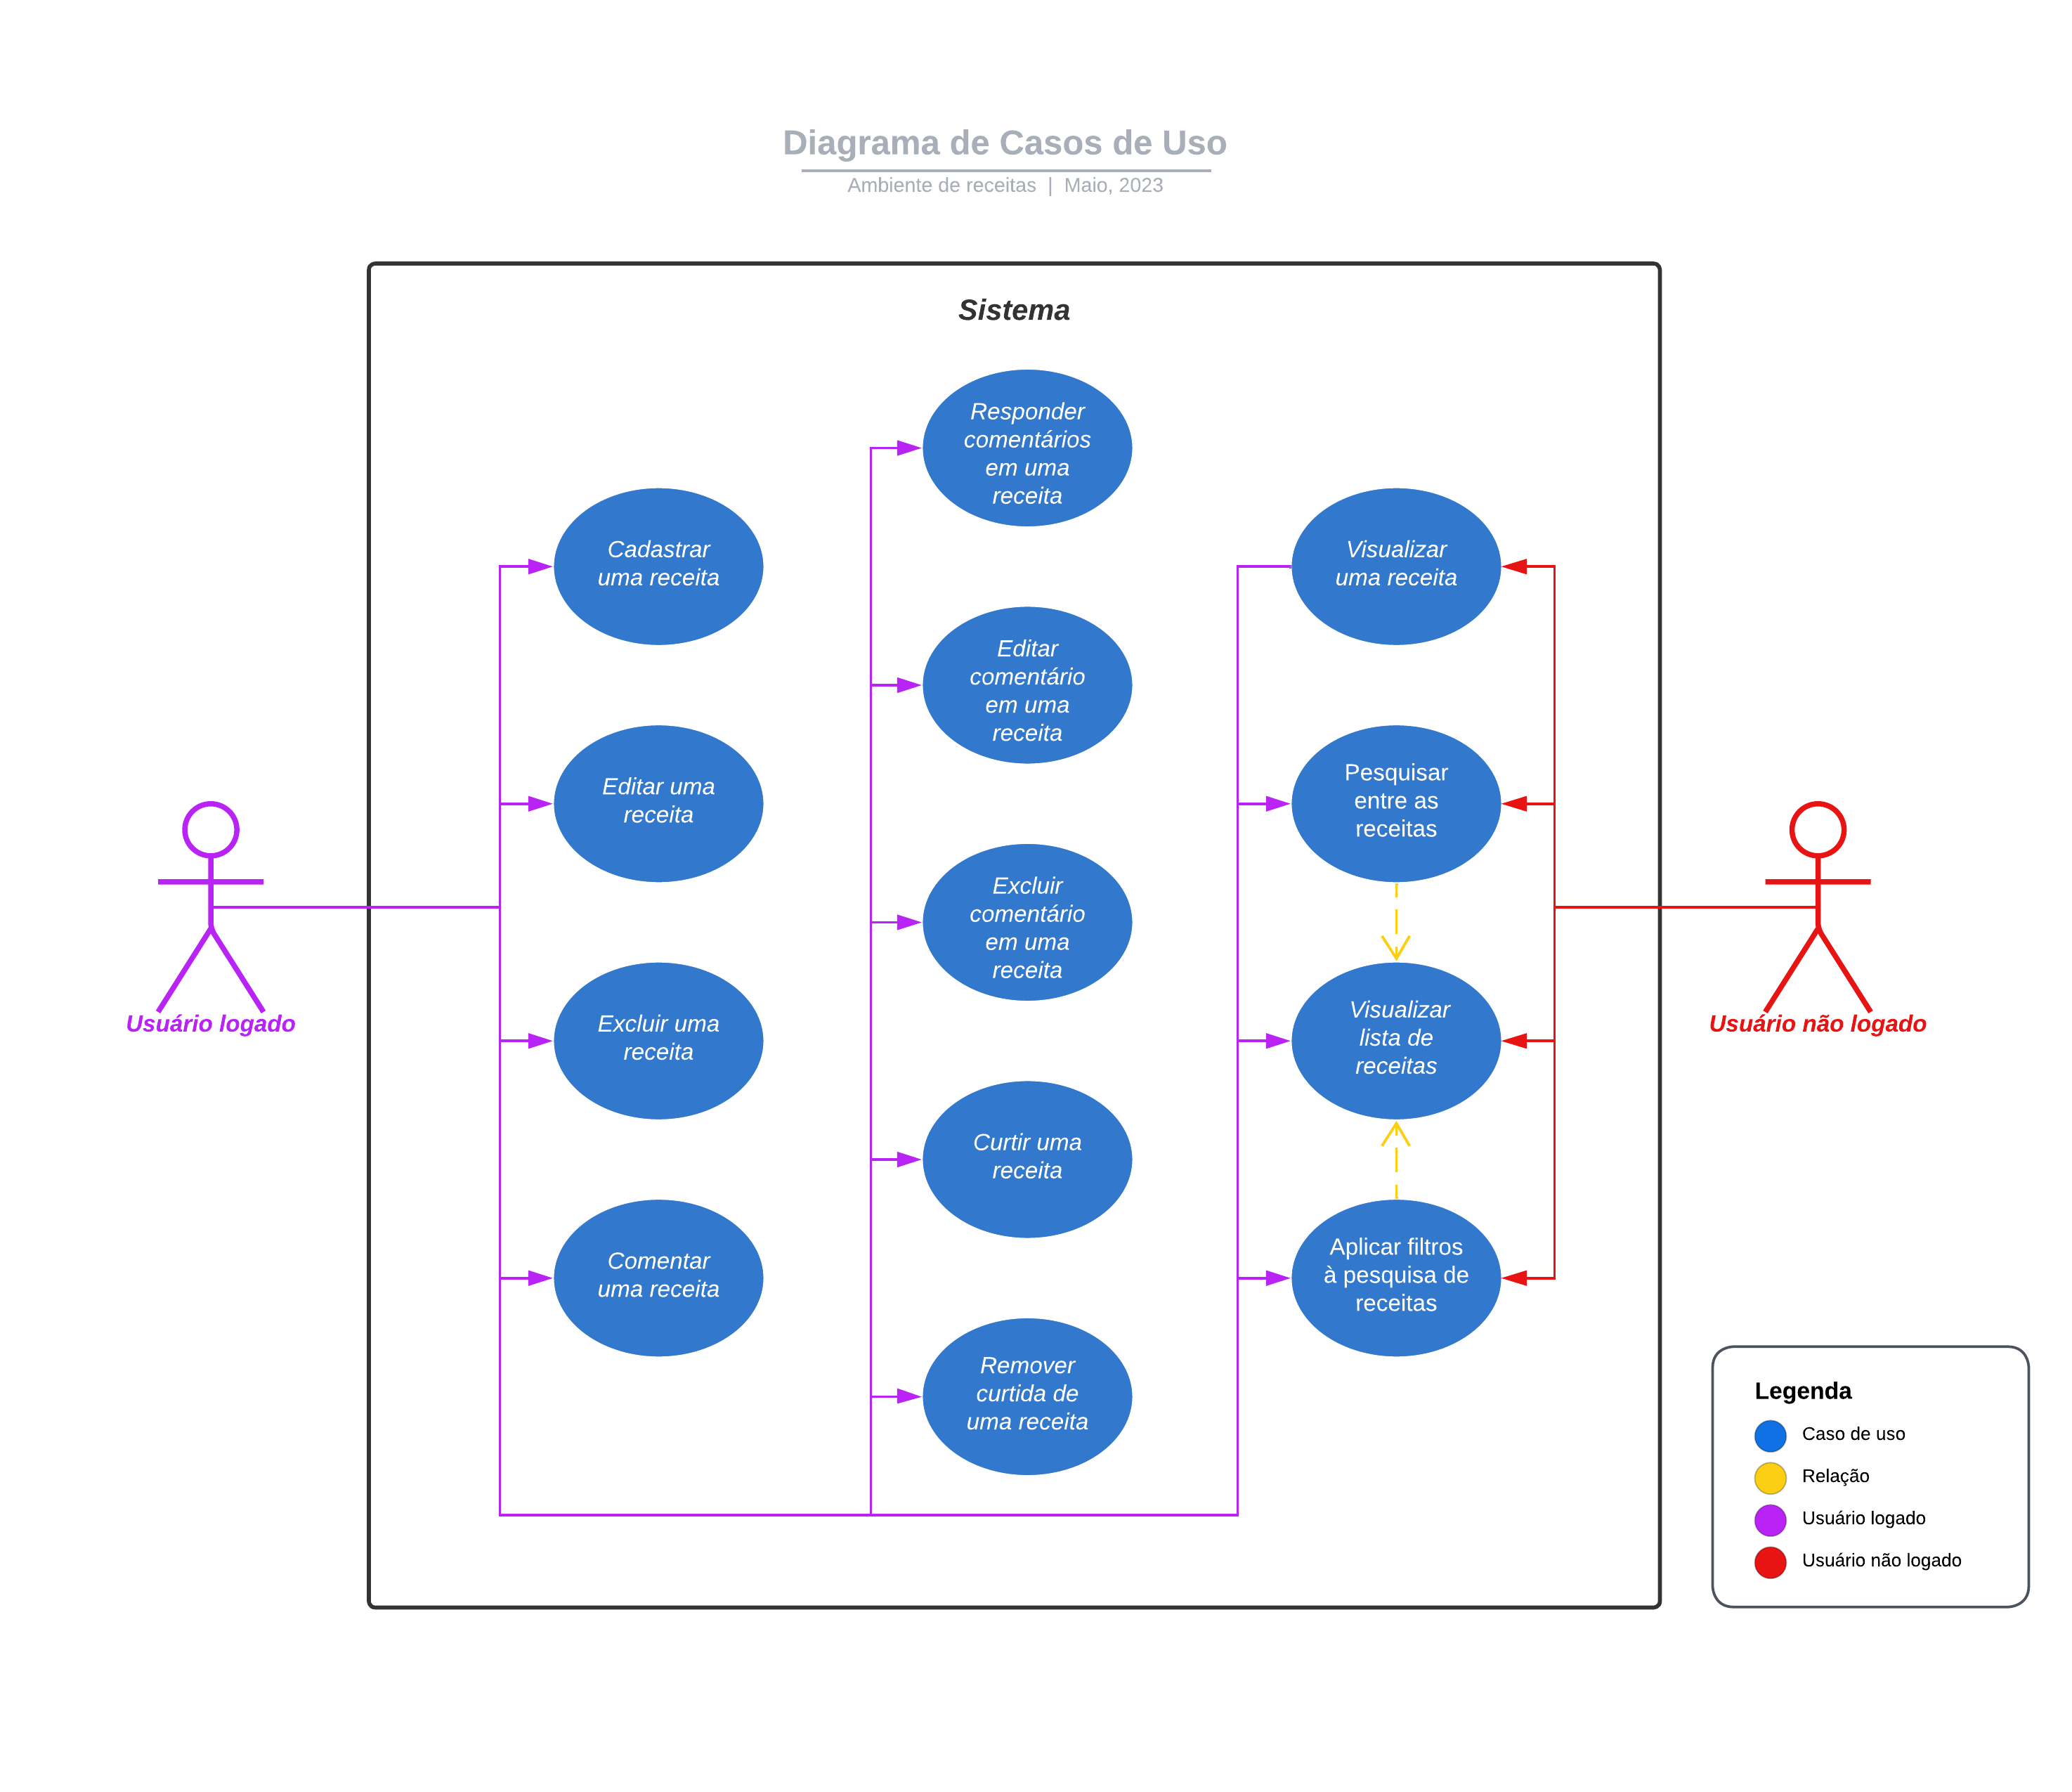 Diagrama de Casos de Uso
Ambiente de receitas | Maio, 2023
Sistema
Responder
comentários
em uma
receita
Cadastrar
uma receita
Visualizar
uma receita
Editar
comentário
em uma
receita
Editar uma
receita
Pesquisar
entre as
receitas
Excluir
comentário
em uma
receita
Usuário logado
Excluir uma
receita
Visualizar
lista de
receitas
Usuário não logado
Curtir uma
receita
Comentar
uma receita
Aplicar filtros
à pesquisa de
receitas
Remover
curtida de
uma receita
Legenda
Caso de uso
Relação
Usuário logado
Usuário não logado